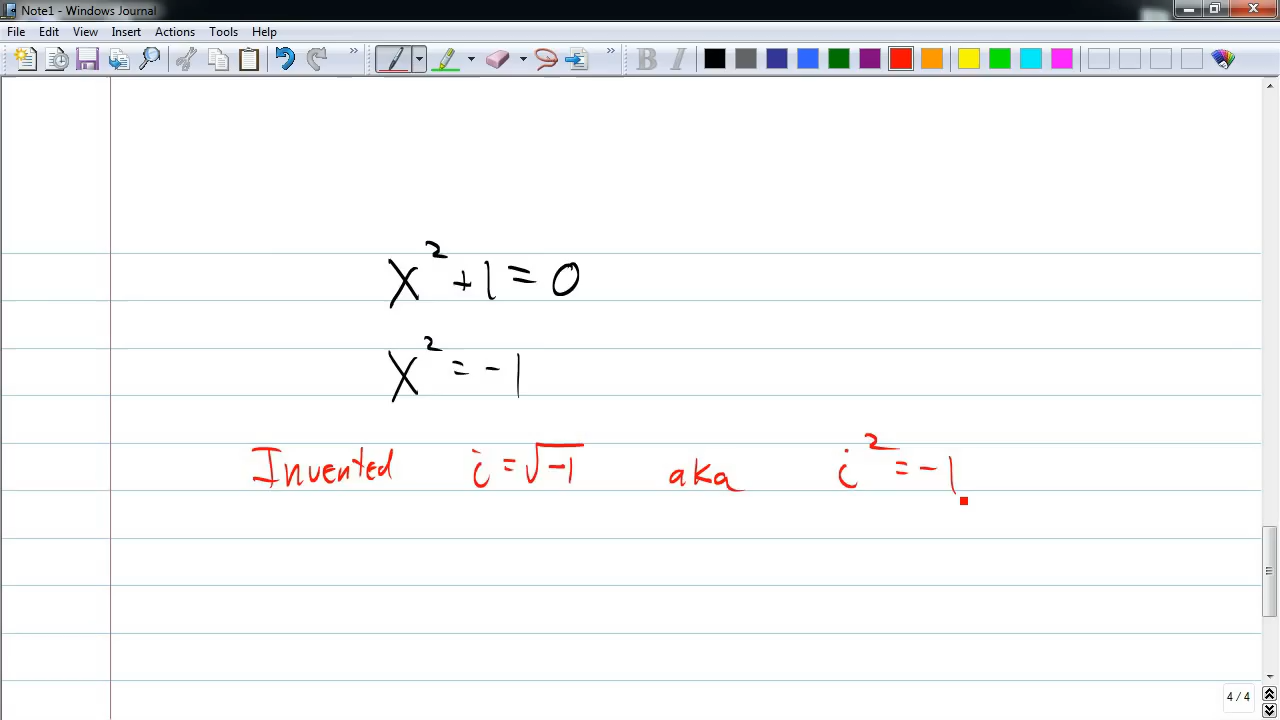 Note1 - Windows Journal
File Edit View Insert Actions Tools Help
B I
x² + 1 = 0
x² = -1
Invented i = √-1 aka i² = -1
4 / 4